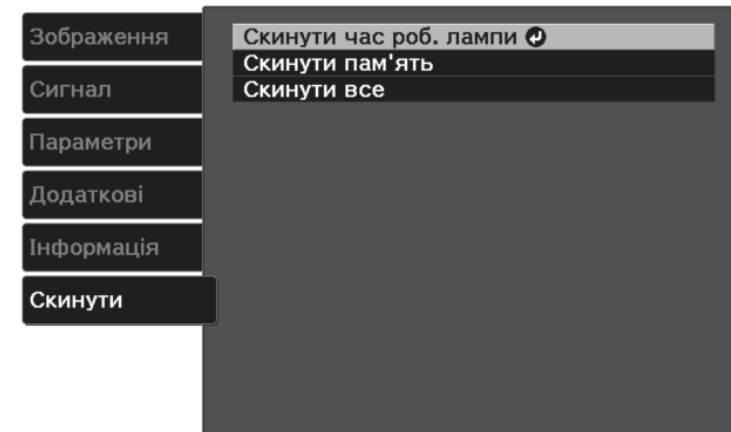 Зображення
Сигнал
Параметри
Додаткові
Інформація
Скинути
Скинути час роб. лампи
Скинути пам'ять
Скинути все